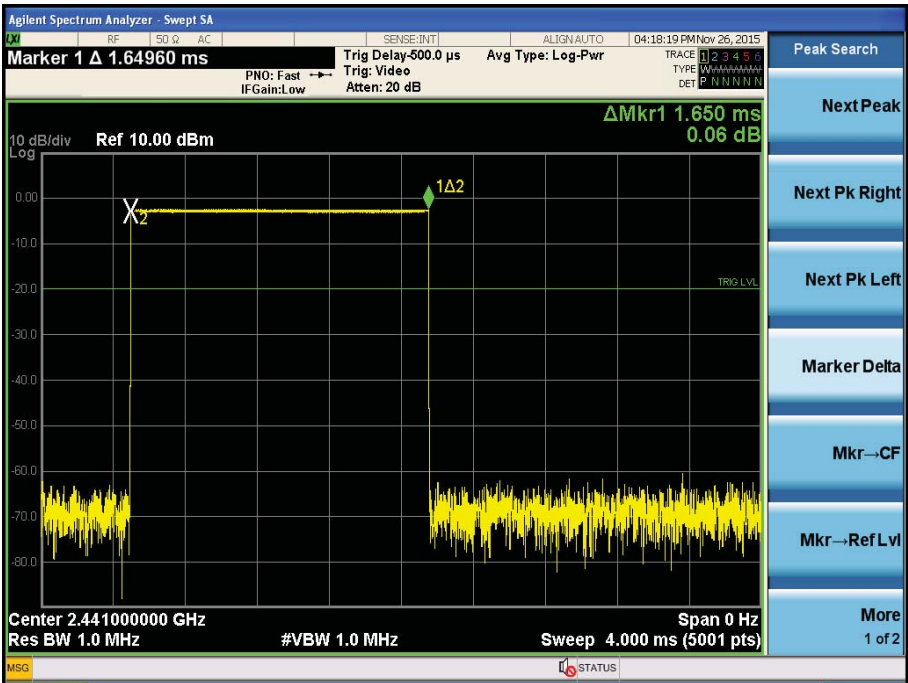 Agilent Spectrum Analyzer - Swept SA
RF 50 Ω AC SENSE:INT ALIGN AUTO 04:18:19 PM Nov 26, 2015
Marker 1 Δ 1.64960 ms
PNO: Fast
IFGain:Low
Trig Delay-500.0 µs
Trig: Video
Atten: 20 dB
Avg Type: Log-Pwr
TRACE 1 2 3 4 5 6
TYPE W
DET P N N N N N
ΔMkr1 1.650 ms
0.06 dB
10 dB/div Ref 10.00 dBm
Log
1Δ2
0.00
2
-10.0
-20.0
TRIG LVL
-30.0
-40.0
-50.0
-60.0
-70.0
-80.0
Center 2.441000000 GHz Span 0 Hz
Res BW 1.0 MHz #VBW 1.0 MHz Sweep 4.000 ms (5001 pts)
MSG STATUS
Peak Search
Next Peak
Next Pk Right
Next Pk Left
Marker Delta
Mkr→CF
Mkr→Ref Lvl
More
1 of 2